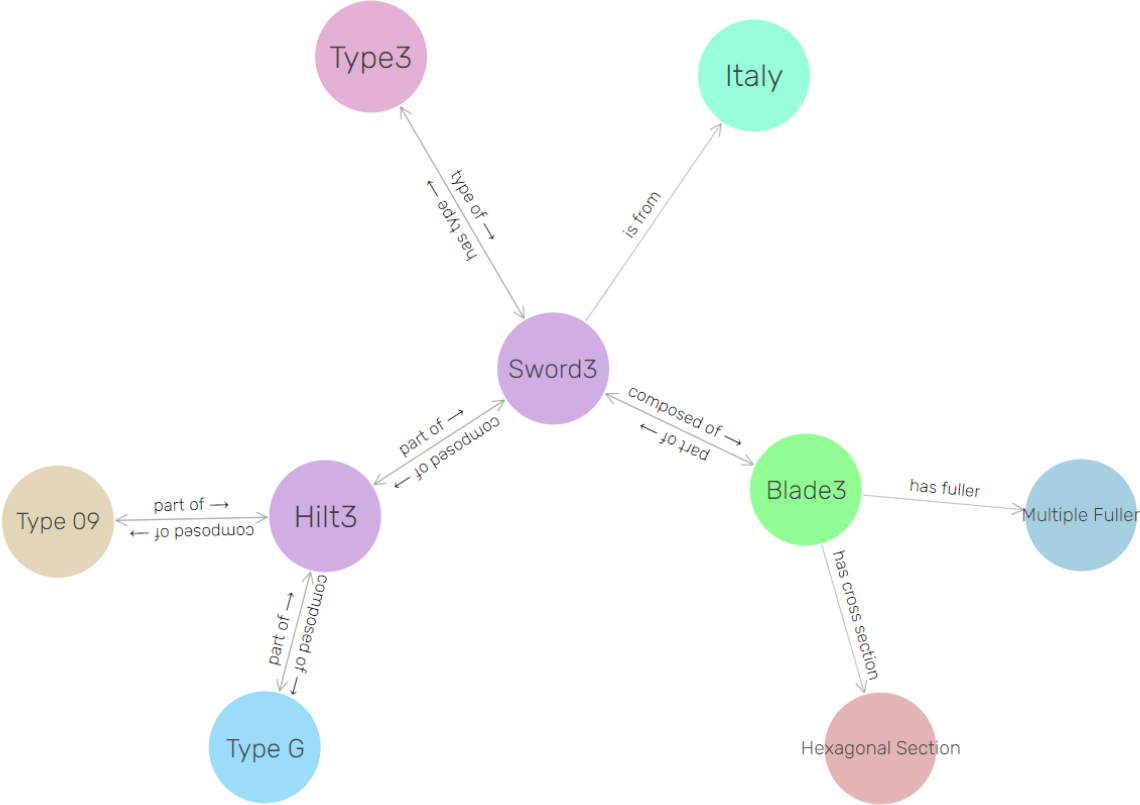 Type3
Italy
type of →
has type →
is from
Sword3
part of →
composed of →
composed of →
part of →
Blade3
has fuller
Multiple Fuller
Type 09
part of →
composed of →
Hilt3
part of →
composed of →
has cross section
Type G
Hexagonal Section